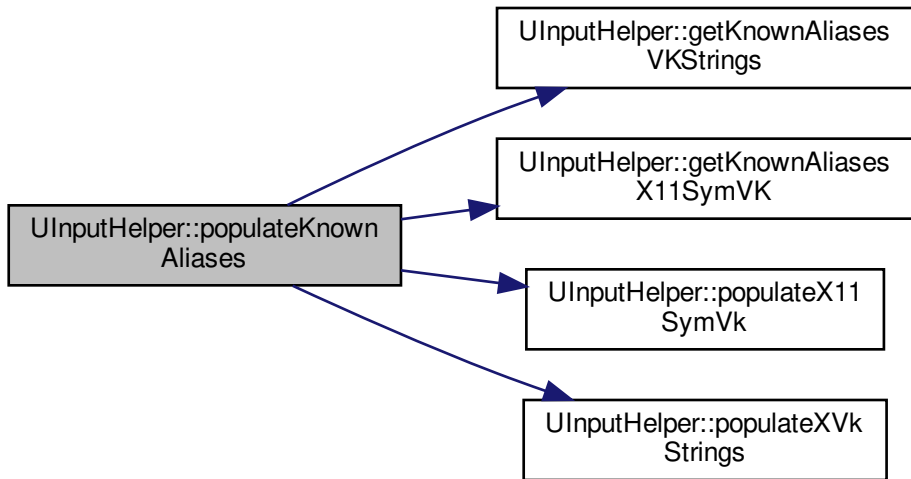 UInputHelper::getKnownAliases
VKStrings
UInputHelper::getKnownAliases
X11SymVK
UInputHelper::populateKnown
Aliases
UInputHelper::populateX11
SymVk
UInputHelper::populateXVk
Strings